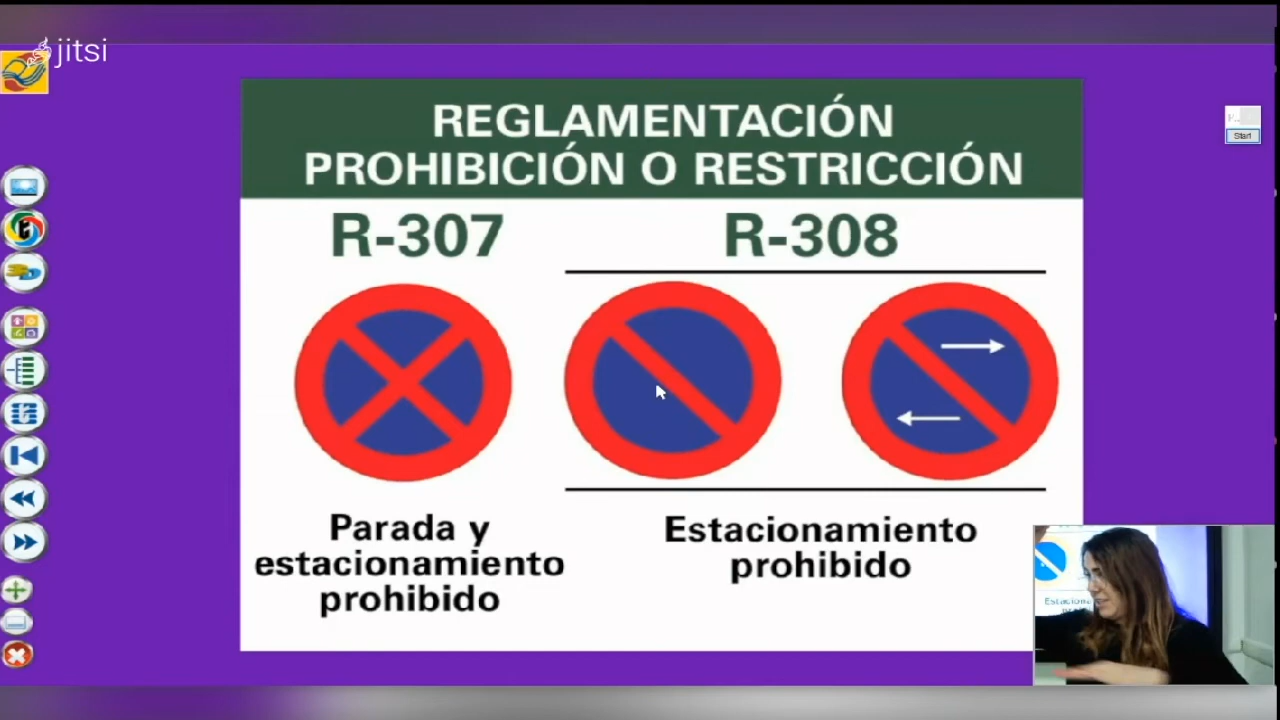 jitsi
REGLAMENTACIÓN
PROHIBICIÓN O RESTRICCIÓN
R-307
R-308
Start
Parada y
estacionamiento
prohibido
Estacionamiento
prohibido